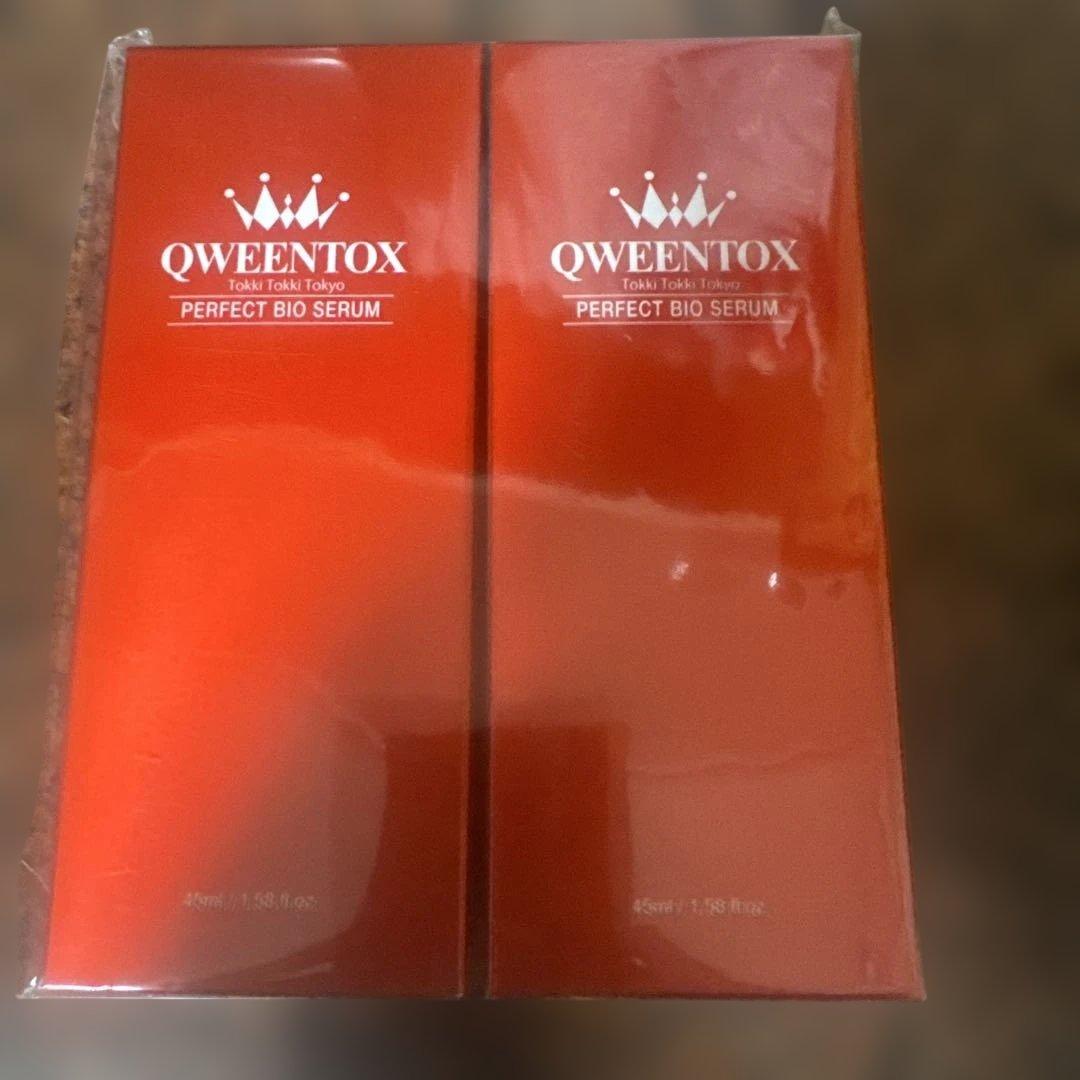 QWEENTOX
Tokki Tokki Tokyo
PERFECT BIO SERUM
45ml / 1.58 fl.oz.
QWEENTOX
Tokki Tokki Tokyo
PERFECT BIO SERUM
45ml / 1.58 fl.oz.